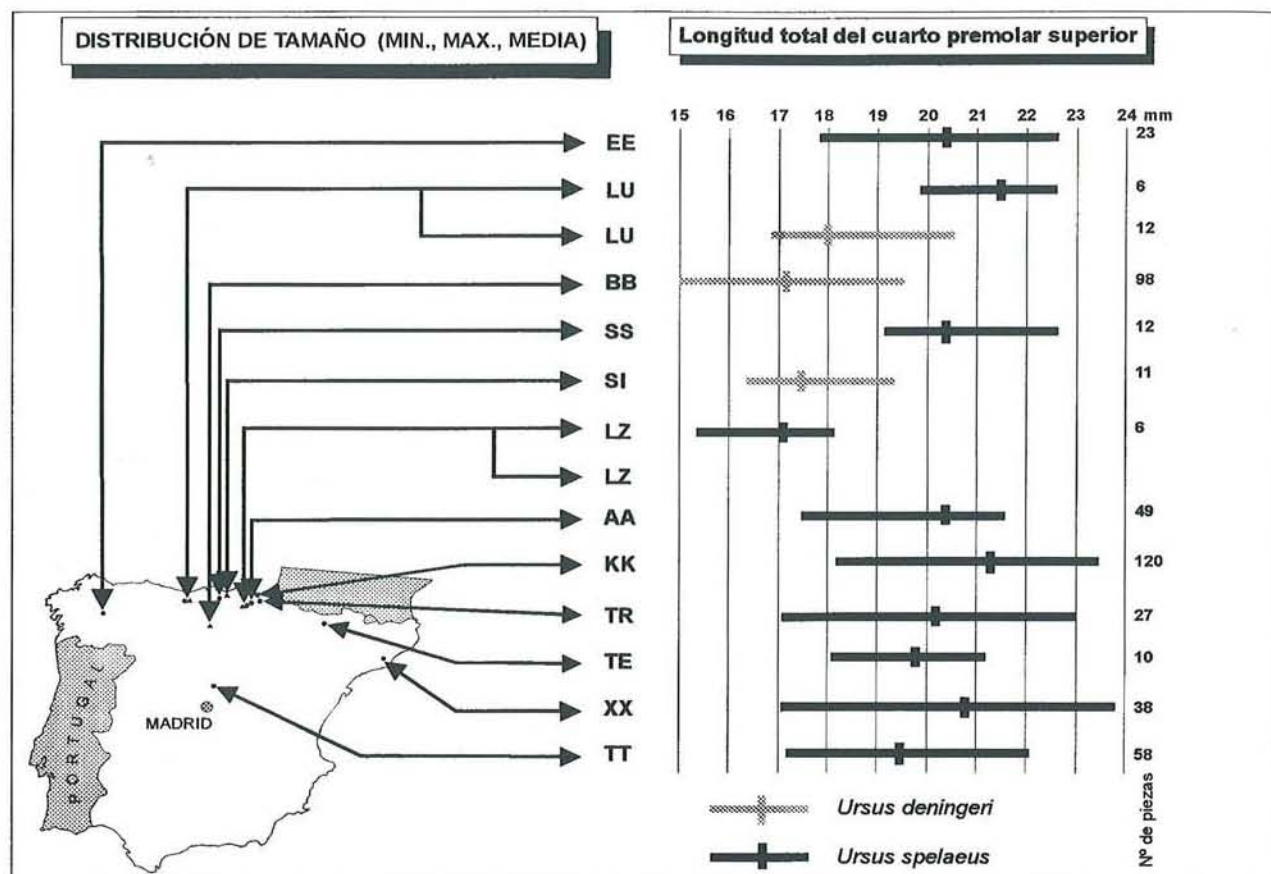 DISTRIBUCIÓN DE TAMAÑO (MIN., MAX., MEDIA)
Longitud total del cuarto premolar superior
15 16 17 18 19 20 21 22 23 24 mm
EE 23
LU 6
LU 12
BB 98
SS 12
SI 11
LZ 6
LZ
AA 49
KK 120
TR 27
TE 10
XX 38
TT 58
MADRID
PORTUGAL
Ursus deningeri
Ursus spelaeus
Nº de piezas